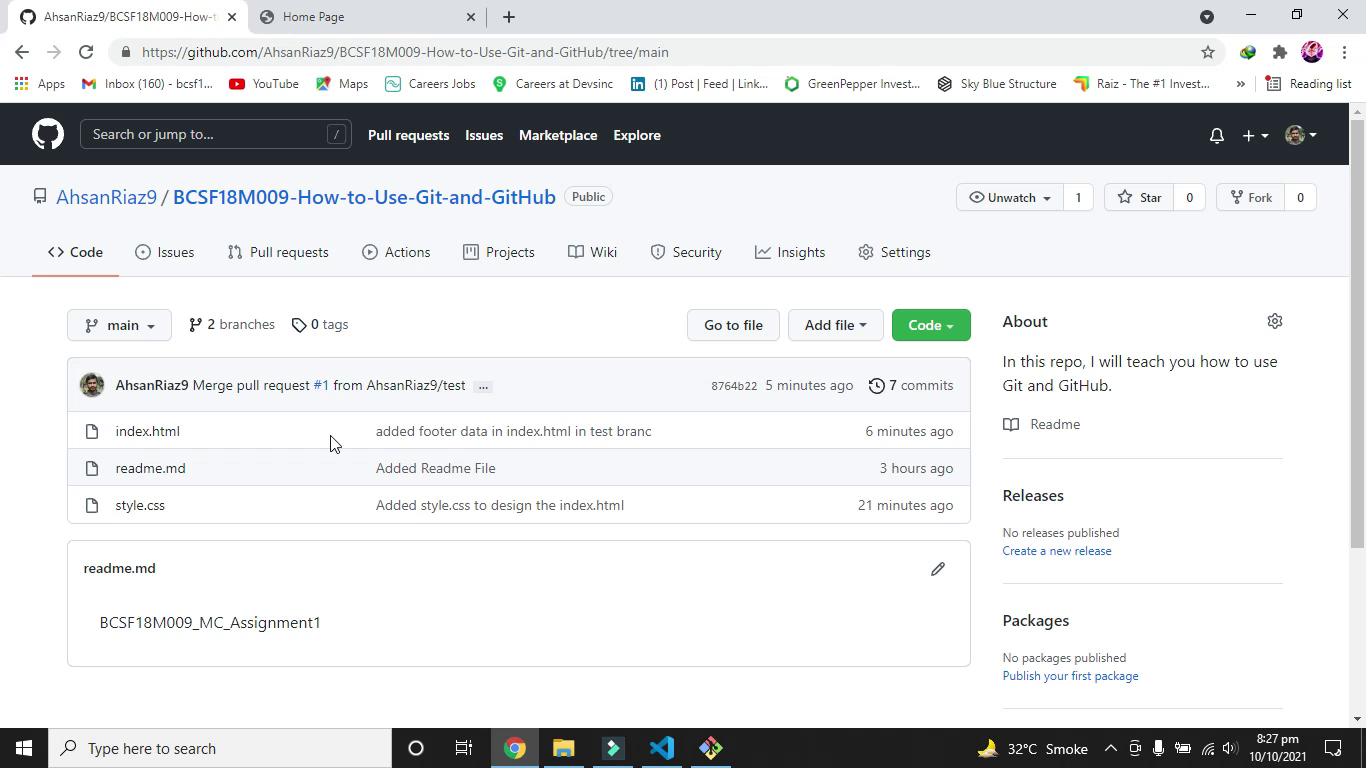 AhsanRiaz9/BCSF18M009-How-t
Home Page
https://github.com/AhsanRiaz9/BCSF18M009-How-to-Use-Git-and-GitHub/tree/main
Apps
Inbox (160) - bcsf1...
YouTube
Maps
Careers Jobs
Careers at Devsinc
(1) Post | Feed | Link...
GreenPepper Invest...
Sky Blue Structure
Raiz - The #1 Invest...
»
Reading list
Search or jump to...
/
Pull requests
Issues
Marketplace
Explore
AhsanRiaz9 / BCSF18M009-How-to-Use-Git-and-GitHub
Public
Unwatch
1
Star
0
Fork
0
Code
Issues
Pull requests
Actions
Projects
Wiki
Security
Insights
Settings
main
2 branches
0 tags
Go to file
Add file
Code
About
In this repo, I will teach you how to use
Git and GitHub.
Readme
AhsanRiaz9 Merge pull request #1 from AhsanRiaz9/test
...
8764b22 5 minutes ago
7 commits
index.html
added footer data in index.html in test branc
6 minutes ago
readme.md
Added Readme File
3 hours ago
style.css
Added style.css to design the index.html
21 minutes ago
Releases
No releases published
Create a new release
readme.md
BCSF18M009_MC_Assignment1
Packages
No packages published
Publish your first package
Type here to search
32°C Smoke
8:27 pm
10/10/2021